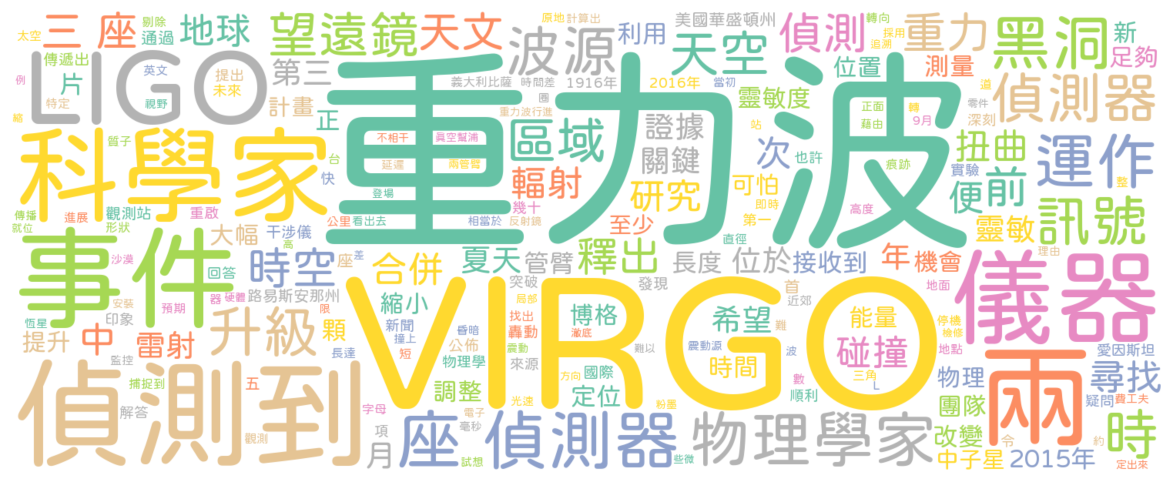 太空
三 座
剔除
通過
地球
望遠鏡
天文
波源
美國華盛頓州
利用
天空
偵測
原地
計算出
轉向
追溯
採用
重力
黑洞
新
足夠
傳遞出
片
英文
視野
例
特定
縮
LIGO
提出
未來
第三
計畫
正
義大利比薩
時間差
1916年
2016年
當初
位置
測量
靈敏度
圈
重力波行進
正面
藉由
轉
9月
道
零件
深刻
偵測器
科學家
質子
台
快
不相干
真空幫浦
延遲
兩管臂
登場
重力波
區域
證據
關鍵
站
次
也許
痕跡
實驗
扭曲
便
前
運作
整
輻射
研究
可怕
即時
幾十
至少
第一
高度
靈敏
訊號
傳播
就位
進展
觀測站
形狀
重啟
大幅
干涉儀
高
公里
看出去
相當於
反射鏡
直徑
理由
事件
沙漠
回答
時空
座
差
合併
夏天
管臂
釋出
長度
位於
接收到
年
機會
儀器
器
硬體
路易斯安那州
限
預期
恆星
安裝
印象
提升
中
雷射
升級
顆
縮小
新聞
撞上
短
VIRGO
突破
局部
找出
轟動
震動
來源
發現
博格
澈底
首
近郊
難
希望
能量
碰撞
地面
停機
檢修
地點
愛因斯坦
昏暗
公佈
物理學
難以
震動源
波
時間
三角
L
數
順利
物理
兩
尋找
監控
長達
捕捉到
五
調整
方向
國際
定位
團隊
疑問
費工夫
偵測到
解答
觀測
字母
項
月
電子
毫秒
光速
粉墨
試想
座
偵測器
些微
物理學家
改變
中子星
令
2015年
約
時
定出來